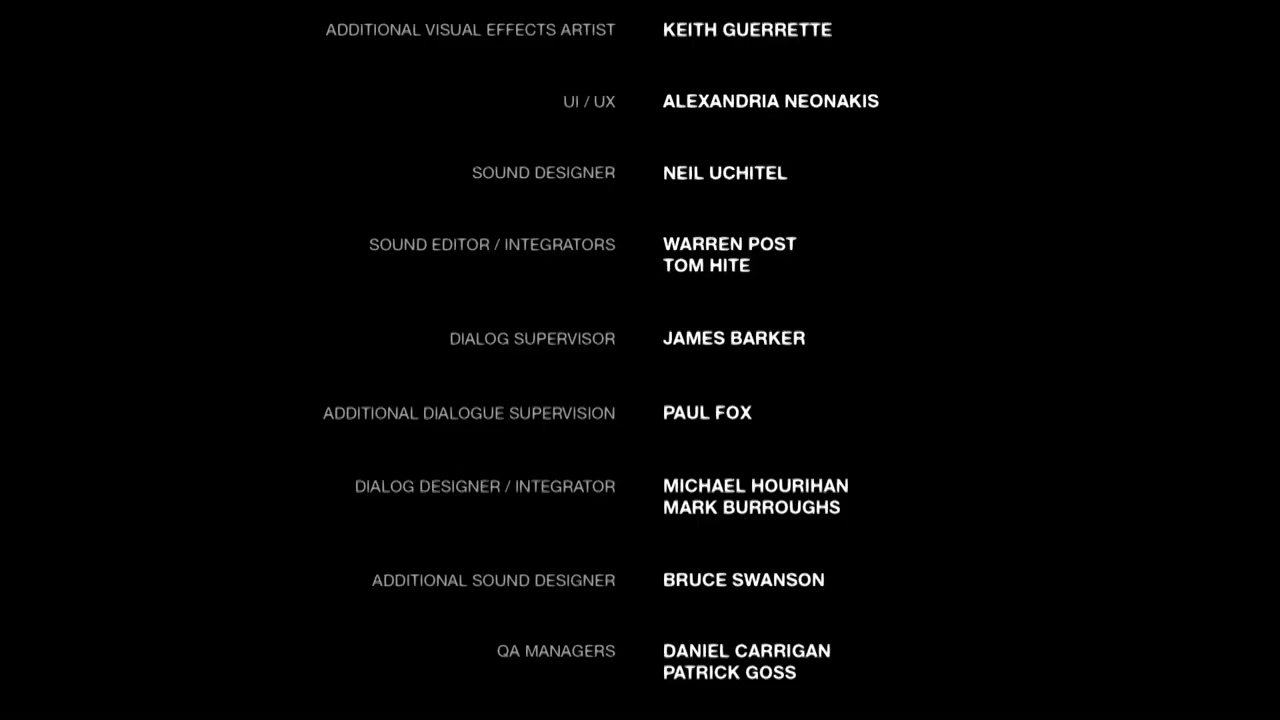 ADDITIONAL VISUAL EFFECTS ARTIST KEITH GUERRETTE
UI / UX ALEXANDRIA NEONAKIS
SOUND DESIGNER NEIL UCHITEL
SOUND EDITOR / INTEGRATORS WARREN POST
TOM HITE
DIALOG SUPERVISOR JAMES BARKER
ADDITIONAL DIALOGUE SUPERVISION PAUL FOX
DIALOG DESIGNER / INTEGRATOR MICHAEL HOURIHAN
MARK BURROUGHS
ADDITIONAL SOUND DESIGNER BRUCE SWANSON
QA MANAGERS DANIEL CARRIGAN
PATRICK GOSS